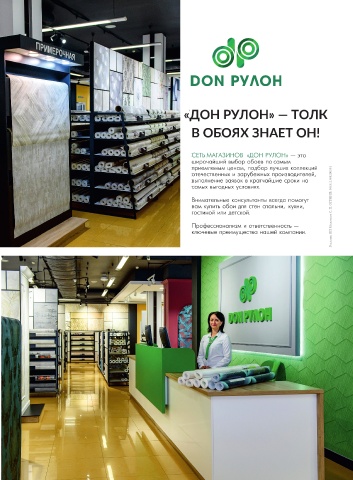 ПРИМЕРОЧНАЯ
DON РУЛОН
«ДОН РУЛОН» — ТОЛК
В ОБОЯХ ЗНАЕТ ОН!
СЕТЬ МАГАЗИНОВ «ДОН РУЛОН» — это
широчайший выбор обоев по самым
приемлемым ценам, подбор лучших коллекций
отечественных и зарубежных производителей,
выполнение заявок в кратчайшие сроки на
самых выгодных условиях.
Внимательные консультанты всегда помогут
вам купить обои для стен спальни, кухни,
гостиной или детской.
Профессионализм и ответственность —
ключевые преимущества нашей компании.
DON РУЛОН